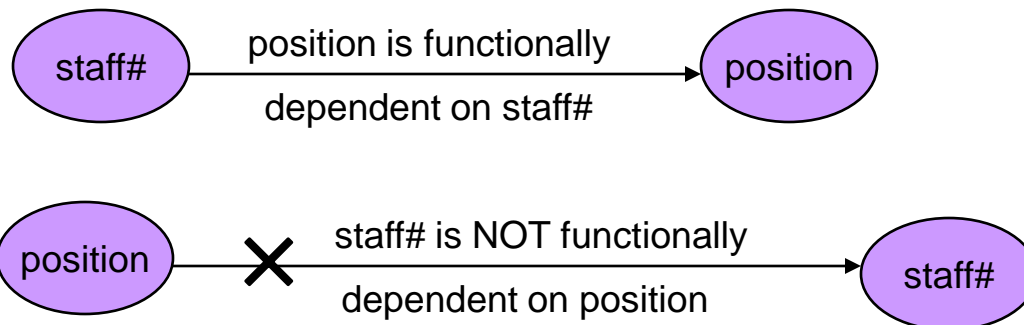 staff#
position is functionally
dependent on staff#
position
position
staff# is NOT functionally
dependent on position
staff#